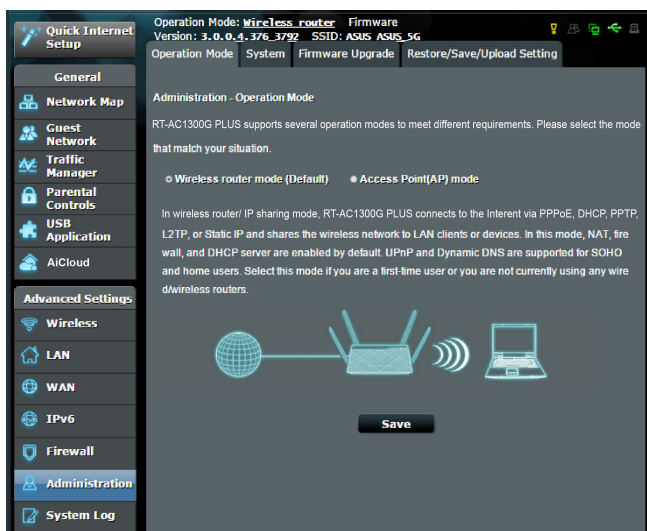 Quick Internet
Setup
General
Network Map
Guest
Network
Traffic
Manager
Parental
Controls
USB
Application
AiCloud
Advanced Settings
Wireless
LAN
WAN
IPv6
Firewall
Administration
System Log
Operation Mode: Wireless router Firmware
Version: 3.0.0.4.376_3792 SSID: ASUS ASUS_5G
Operation Mode System Firmware Upgrade Restore/Save/Upload Setting
Administration - Operation Mode
RT-AC1300G PLUS supports several operation modes to meet different requirements. Please select the mode
that match your situation.
Wireless router mode (Default) Access Point(AP) mode
In wireless router/ IP sharing mode, RT-AC1300G PLUS connects to the Interent via PPPoE, DHCP, PPTP,
L2TP, or Static IP and shares the wireless network to LAN clients or devices. In this mode, NAT, fire
wall, and DHCP server are enabled by default. UPnP and Dynamic DNS are supported for SOHO
and home users. Select this mode if you are a first-time user or you are not currently using any wire
d/wireless routers.
Save